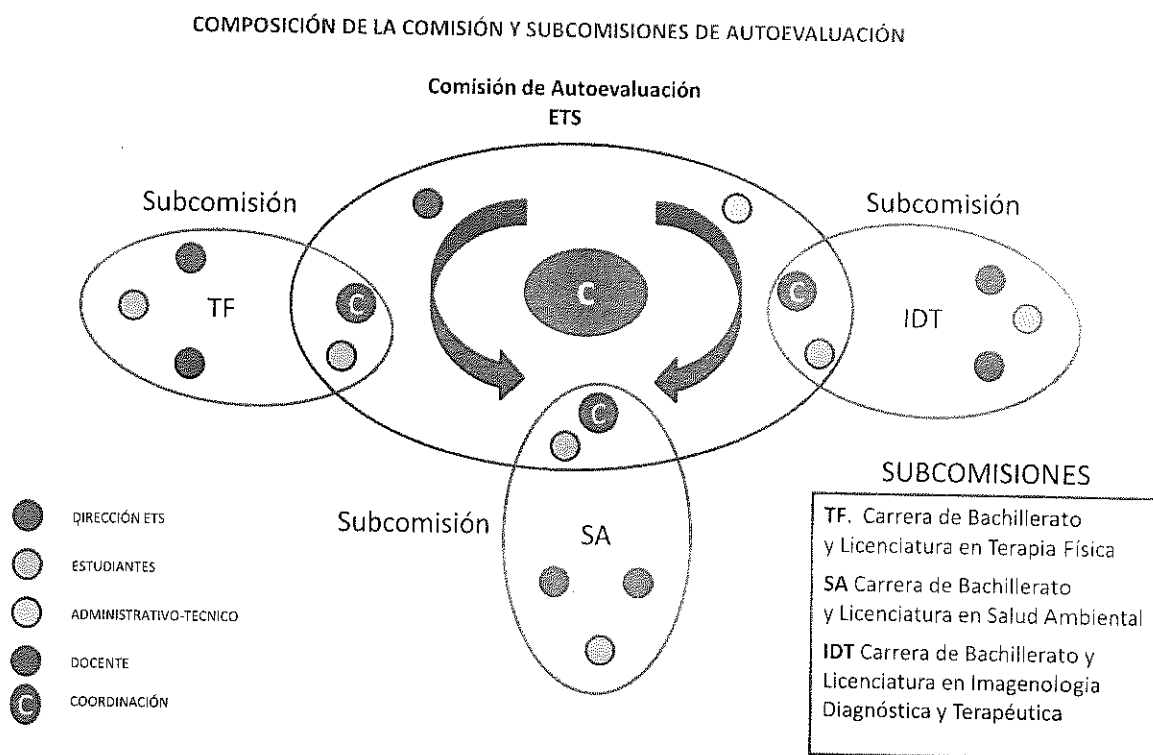 COMPOSICIÓN DE LA COMISIÓN Y SUBCOMISIONES DE AUTOEVALUACIÓN
Comisión de Autoevaluación
ETS
Subcomisión
Subcomisión
TF
C
C
C
IDT
C
Subcomisión
SA
DIRECCIÓN ETS
ESTUDIANTES
ADMINISTRATIVO-TECNICO
DOCENTE
C COORDINACIÓN
SUBCOMISIONES
TF. Carrera de Bachillerato
y Licenciatura en Terapia Física
SA Carrera de Bachillerato
y Licenciatura en Salud Ambiental
IDT Carrera de Bachillerato y
Licenciatura en Imagenología
Diagnóstica y Terapéutica